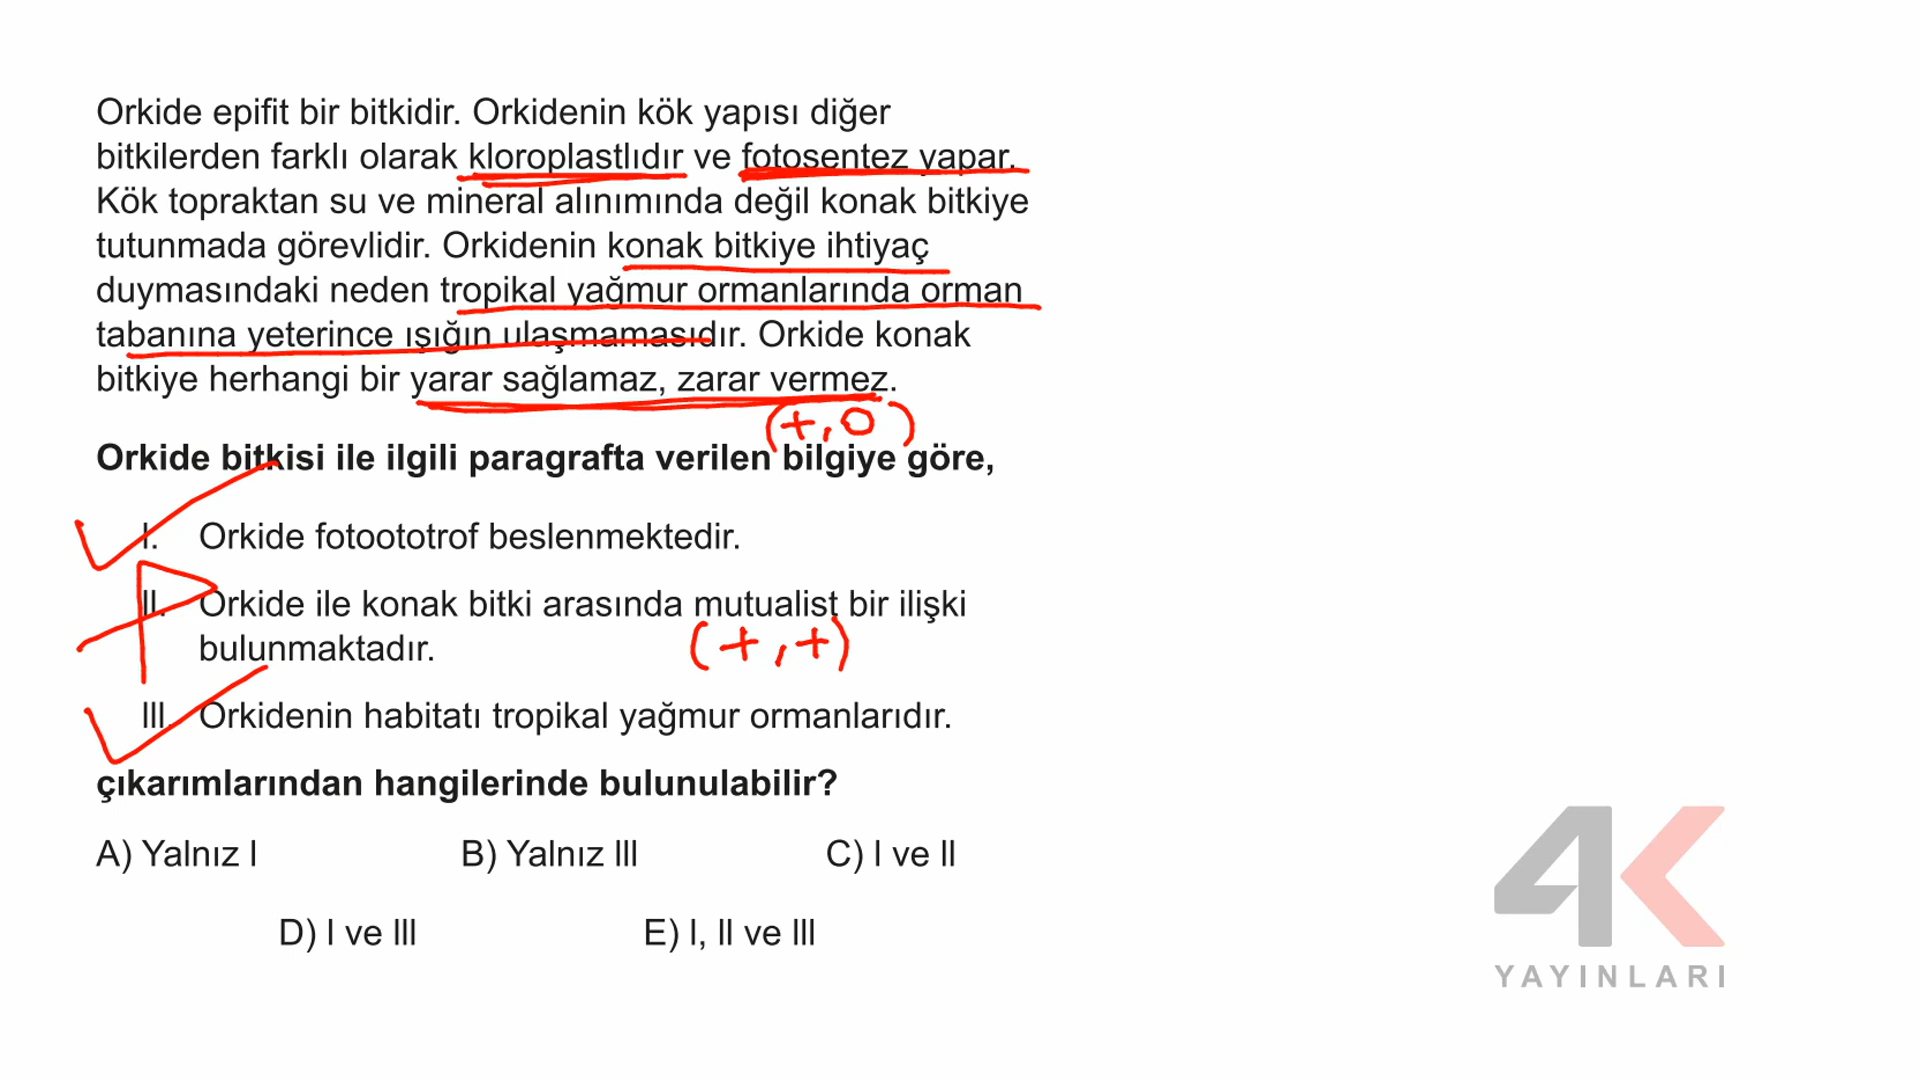 Orkide epifit bir bitkidir. Orkidenin kök yapısı diğer
bitkilerden farklı olarak kloroplastlıdır ve fotosentez yapar.
Kök topraktan su ve mineral alınımında değil konak bitkiye
tutunmada görevlidir. Orkidenin konak bitkiye ihtiyaç
duymasındaki neden tropikal yağmur ormanlarında orman
tabanına yeterince ışığın ulaşmamasıdır. Orkide konak
bitkiye herhangi bir yarar sağlamaz, zarar vermez.
(+,0)
Orkide bitkisi ile ilgili paragrafta verilen bilgiye göre,
I. Orkide fotoototrof beslenmektedir.
II. Orkide ile konak bitki arasında mutualist bir ilişki
bulunmaktadır.
(+,+)
III. Orkidenin habitatı tropikal yağmur ormanlarıdır.
çıkarımlarından hangilerinde bulunulabilir?
A) Yalnız I B) Yalnız III C) I ve II
D) I ve III E) I, II ve III
4K
YAYINLARI